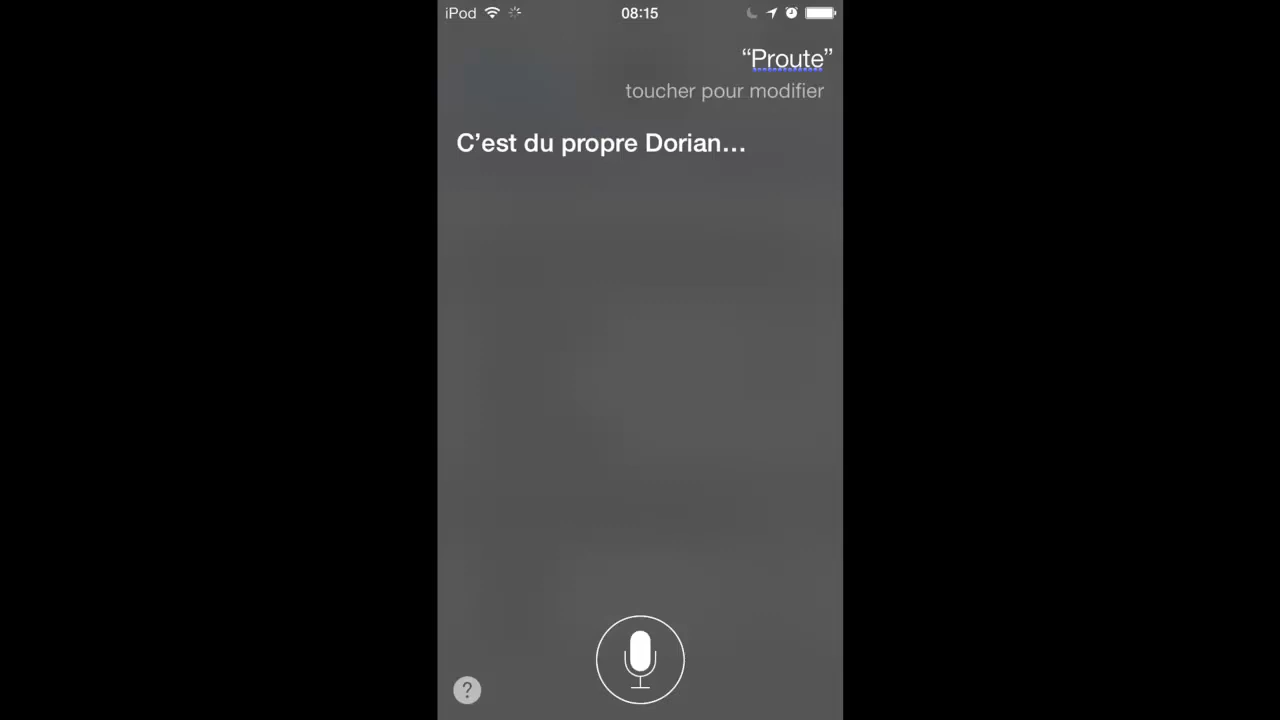 iPod 08:15
“Proute”
toucher pour modifier
C’est du propre Dorian...
?